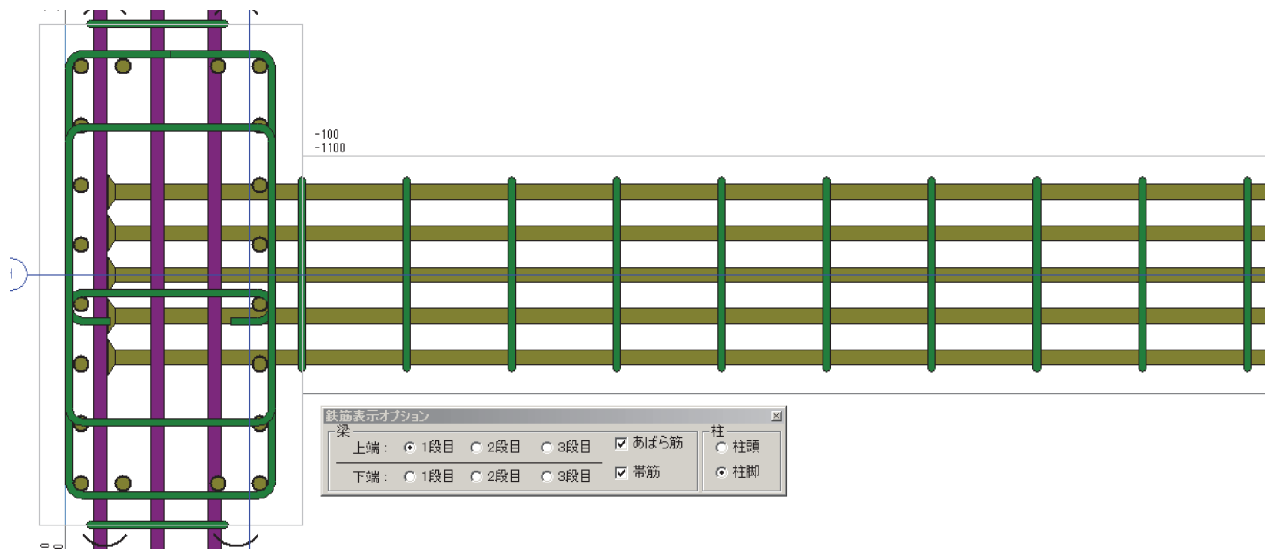 -100
-1100
鉄筋表示オプション
梁
柱
上端： 1段目 2段目 3段目 あばら筋 柱頭
下端： 1段目 2段目 3段目 帯筋 柱脚